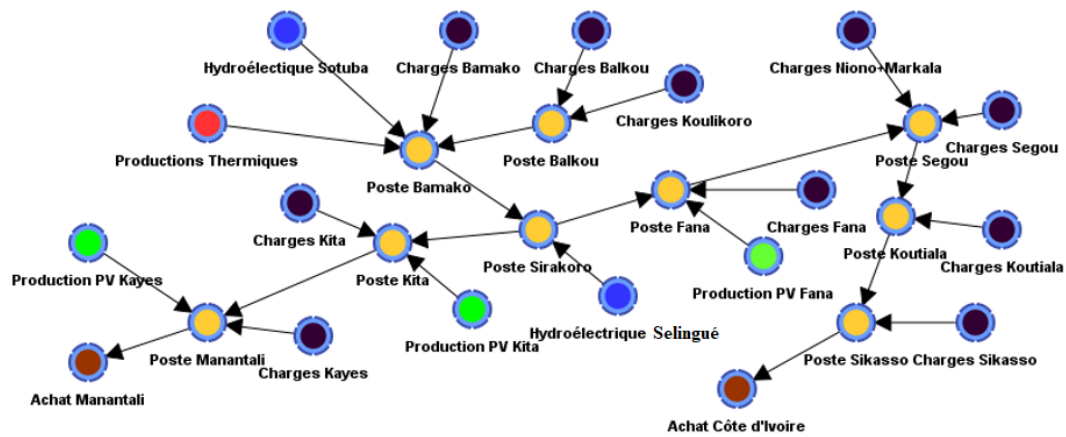 Hydroélectique Sotuba
Charges Bamako
Charges Balkou
Charges Niono+Markala
Charges Koulikoro
Charges Segou
Productions Thermiques
Poste Balkou
Poste Segou
Poste Bamako
Charges Fana
Poste Fana
Charges Kita
Poste Koutiala
Charges Koutiala
Production PV Kayes
Poste Kita
Poste Sirakoro
Production PV Fana
Hydroélectrique Selingué
Production PV Kita
Poste Manantali
Charges Kayes
Poste Sikasso
Charges Sikasso
Achat Manantali
Achat Côte d'Ivoire